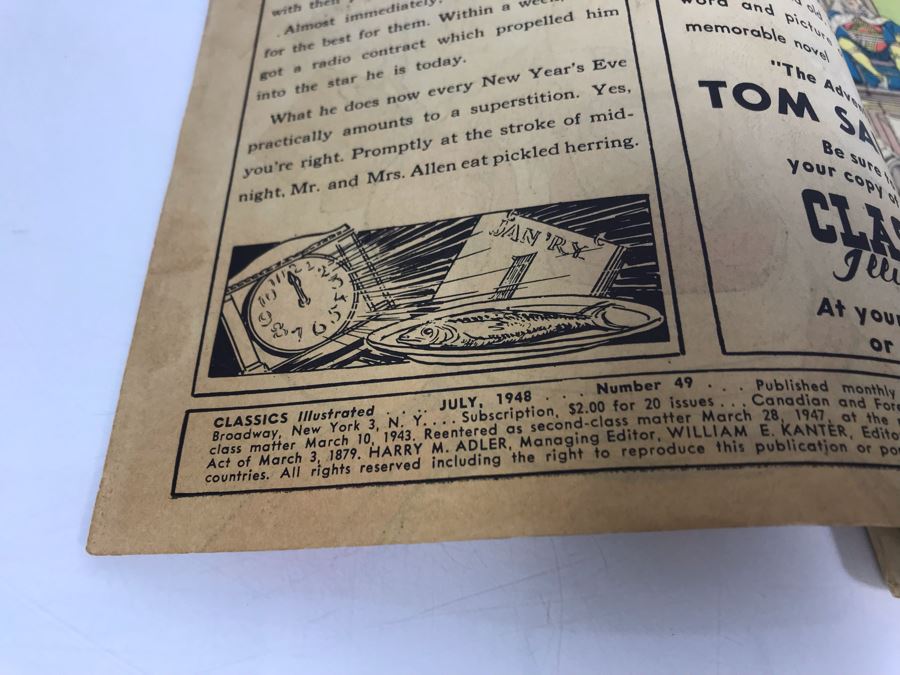 with then
Almost immediately,
for the best for them. Within a week,
got a radio contract which propelled him
into the star he is today.
What he does now every New Year's Eve
practically amounts to a superstition. Yes,
you're right. Promptly at the stroke of mid-
night, Mr. and Mrs. Allen eat pickled herring.
JAN'RY
1
old
word and picture
memorable novel
"The Adven
TOM SA
Be sure to
your copy of
CLAS
Illu
At your
or
CLASSICS Illustrated . . . . JULY, 1948 . . . . Number 49 . . . Published monthly
Broadway, New York 3, N. Y. . . . Subscription, $2.00 for 20 issues . . . Canadian and Fore
class matter March 10, 1943. Reentered as second-class matter March 28, 1947, at the
Act of March 3, 1879. HARRY M. ADLER, Managing Editor, WILLIAM E. KANTER, Edito
countries. All rights reserved including the right to reproduce this publication or po